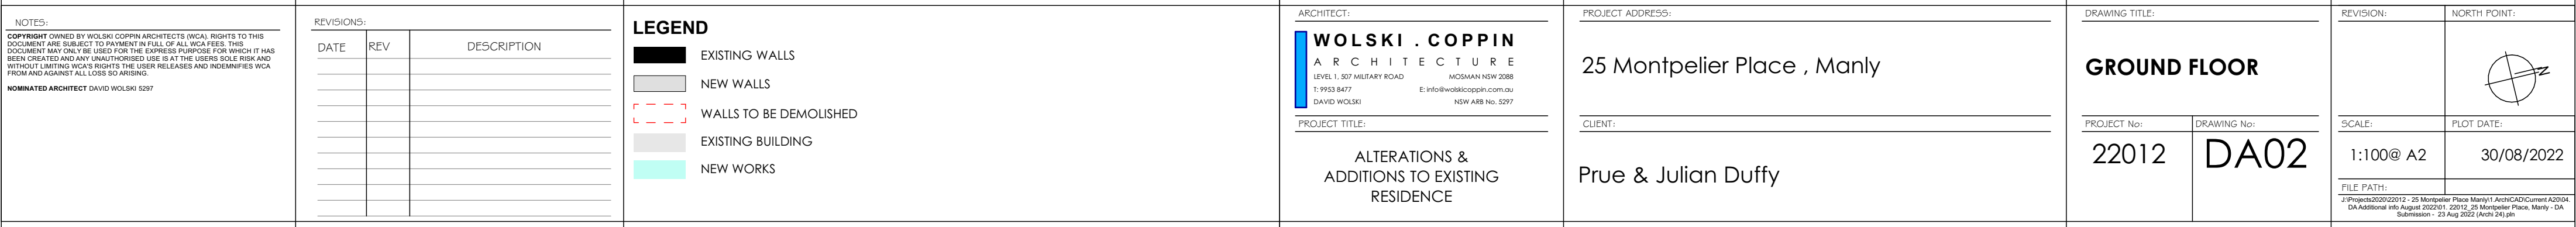 NOTES:
COPYRIGHT OWNED BY WOLSKI COPPIN ARCHITECTS (WCA). RIGHTS TO THIS
DOCUMENT ARE SUBJECT TO PAYMENT IN FULL OF ALL WCA FEES. THIS
DOCUMENT MAY ONLY BE USED FOR THE EXPRESS PURPOSE FOR WHICH IT HAS
BEEN CREATED AND ANY UNAUTHORISED USE IS AT THE USERS SOLE RISK AND
WITHOUT LIMITING WCA'S RIGHTS THE USER RELEASES AND INDEMNIFIES WCA
FROM AND AGAINST ALL LOSS SO ARISING.
NOMINATED ARCHITECT DAVID WOLSKI 5297
REVISIONS:
DATE REV DESCRIPTION
LEGEND
EXISTING WALLS
NEW WALLS
WALLS TO BE DEMOLISHED
EXISTING BUILDING
NEW WORKS
ARCHITECT:
WOLSKI . COPPIN
ARCHITECTURE
LEVEL 1, 507 MILITARY ROAD MOSMAN NSW 2088
T: 9953 8477 E: info@wolskicoppin.com.au
DAVID WOLSKI NSW ARB No. 5297
PROJECT TITLE:
ALTERATIONS &
ADDITIONS TO EXISTING
RESIDENCE
PROJECT ADDRESS:
25 Montpelier Place , Manly
CLIENT:
Prue & Julian Duffy
DRAWING TITLE:
GROUND FLOOR
PROJECT No: DRAWING No:
22012 DA02
REVISION: NORTH POINT:
N
SCALE: PLOT DATE:
1:100@ A2 30/08/2022
FILE PATH:
J:\Projects2020\22012 - 25 Montpelier Place Manly\1.ArchiCAD\Current A20\04.
DA Additional info August 2022\01. 22012_25 Montpelier Place, Manly - DA
Submission - 23 Aug 2022 (Archi 24).pln